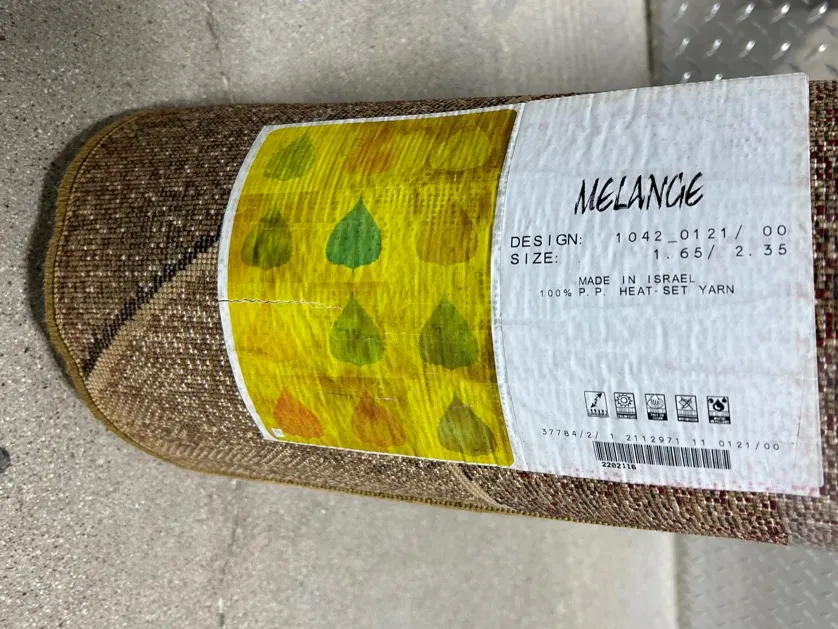 MELANGE
DESIGN: 1042_0121/ 00
SIZE: 1.65/ 2.35
MADE IN ISRAEL
100% P.P. HEAT-SET YARN
37784/2/ 1 2112971 11 0121/00
2202118